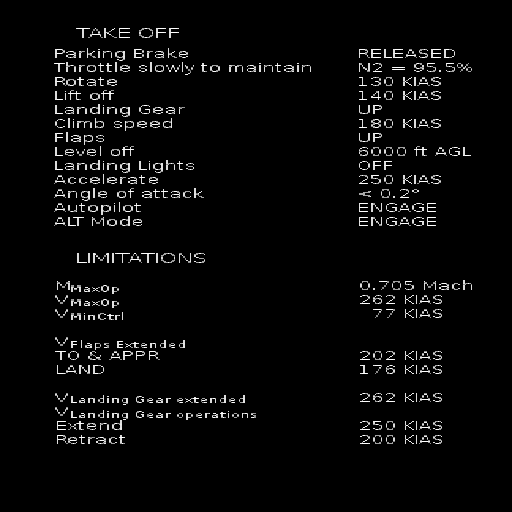 TAKE OFF
Parking Brake RELEASED
Throttle slowly to maintain N2 = 95.5%
Rotate 130 KIAS
Lift off 140 KIAS
Landing Gear UP
Climb speed 180 KIAS
Flaps UP
Level off 6000 ft AGL
Landing Lights OFF
Accelerate 250 KIAS
Angle of attack < 0.2°
Autopilot ENGAGE
ALT Mode ENGAGE
LIMITATIONS
MMaxOp 0.705 Mach
VMaxOp 262 KIAS
VMinCtrl 77 KIAS
VFlaps Extended
TO & APPR 202 KIAS
LAND 176 KIAS
VLanding Gear extended 262 KIAS
VLanding Gear operations
Extend 250 KIAS
Retract 200 KIAS